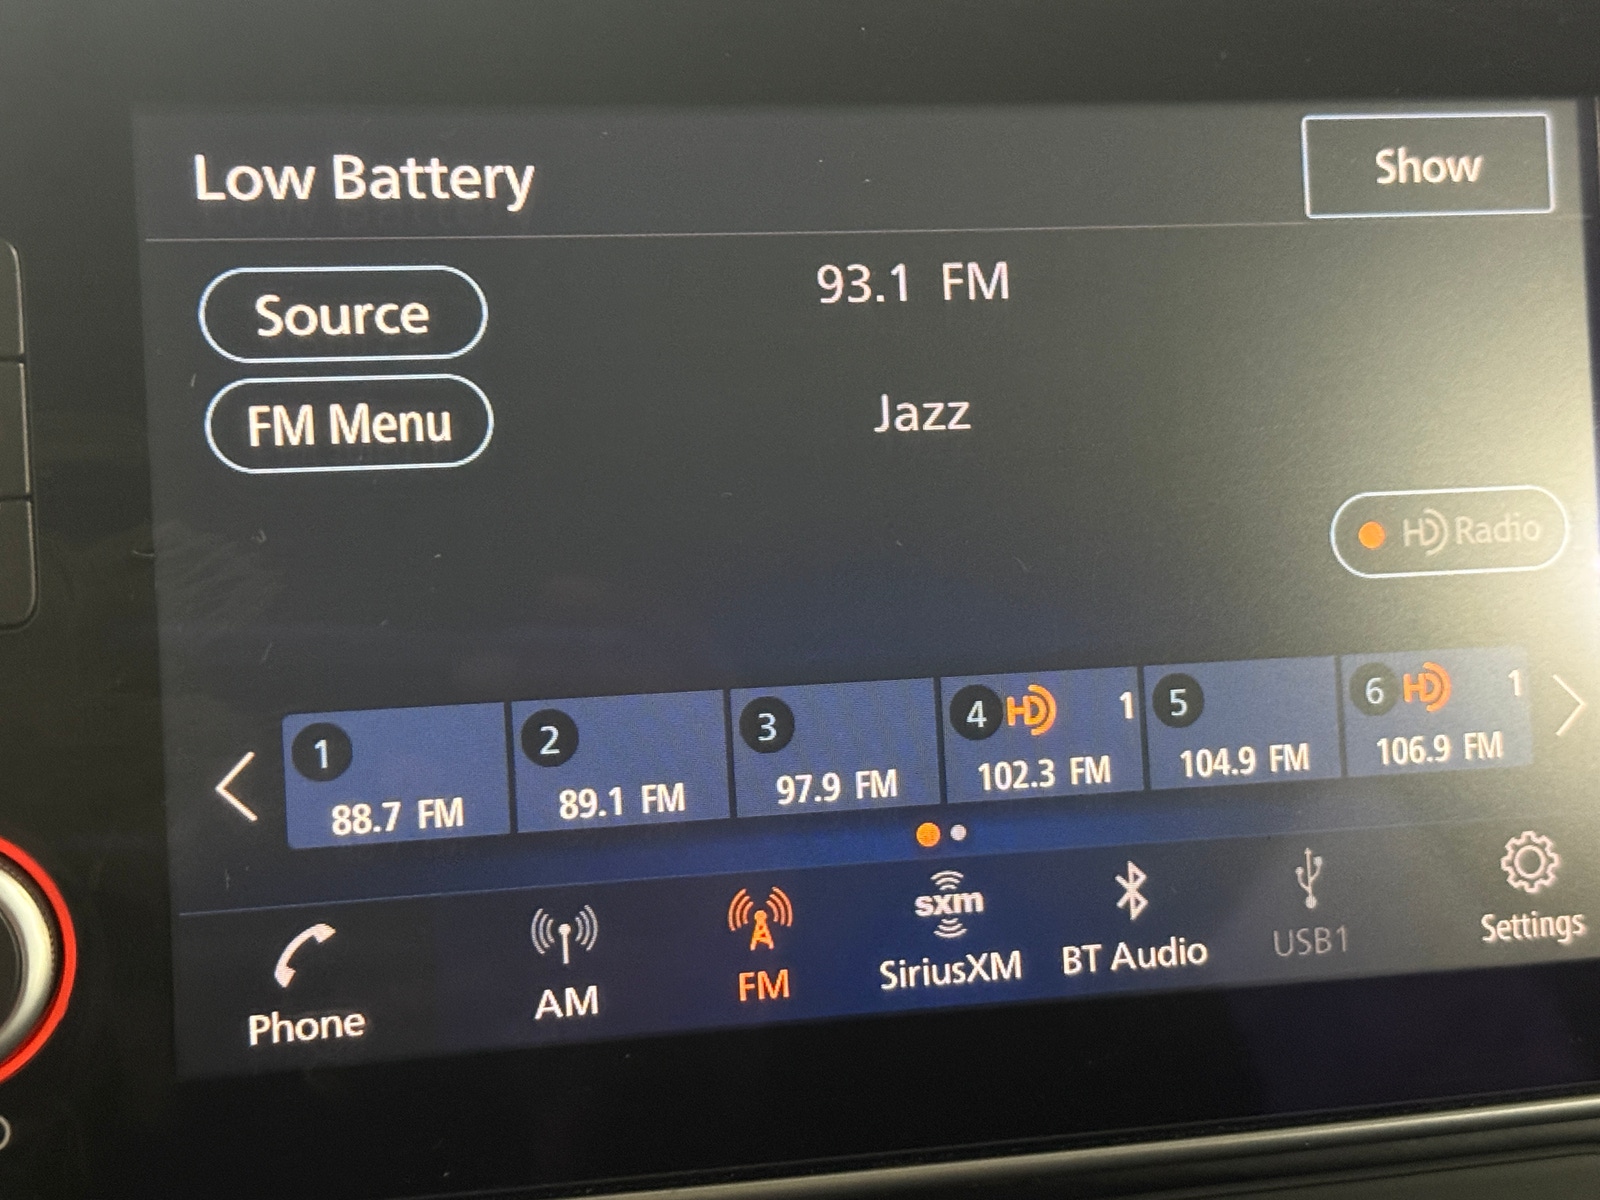 Low Battery
Show
Source
93.1 FM
FM Menu
Jazz
HD Radio
1
88.7 FM
2
89.1 FM
3
97.9 FM
4 HD 1
102.3 FM
5
104.9 FM
6 HD 1
106.9 FM
Phone
AM
FM
sxm
SiriusXM
BT Audio
USB1
Settings